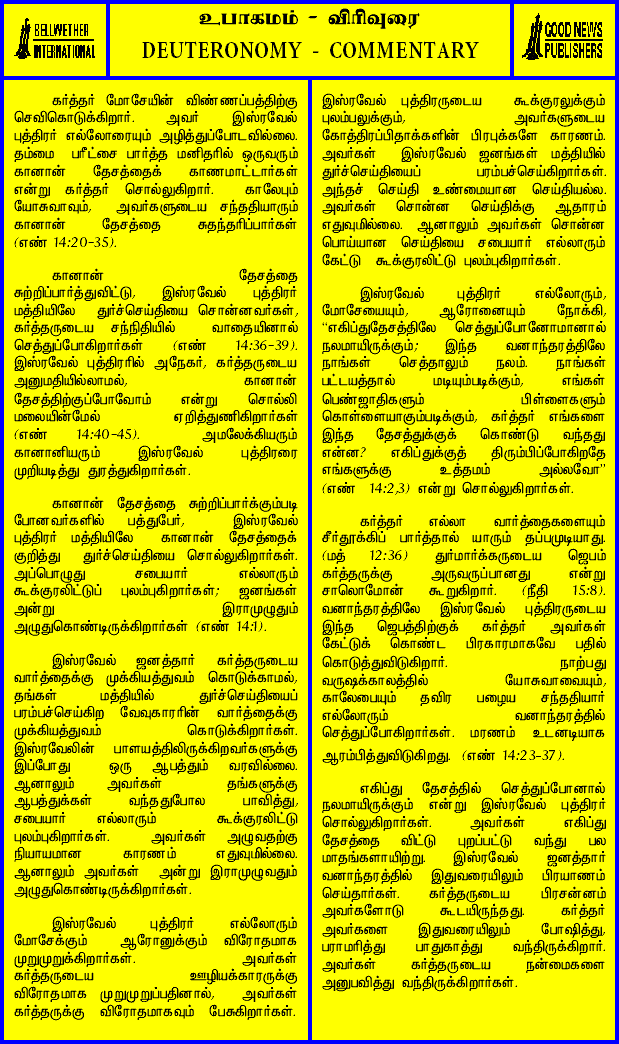 BELLWETHER
INTERNATIONAL
உபாகமம் - விரிவுரை
DEUTERONOMY - COMMENTARY
GOOD NEWS
PUBLISHERS
கர்த்தர் மோசேயின் விண்ணப்பத்திற்கு
செவிகொடுக்கிறார். அவர் இஸ்ரவேல்
புத்திரர் எல்லோரையும் அழித்துப்போடவில்லை.
தம்மை பரீட்சை பார்த்த மனிதரில் ஒருவரும்
கானான் தேசத்தைக் காணமாட்டார்கள்
என்று கர்த்தர் சொல்லுகிறார். காலேபும்
யோசுவாவும், அவர்களுடைய சந்ததியாரும்
கானான் தேசத்தை சுதந்தரிப்பார்கள்
(எண் 14:20-35).
கானான் தேசத்தை
சுற்றிப்பார்த்துவிட்டு, இஸ்ரவேல் புத்திரர்
மத்தியிலே துர்ச்செய்தியை சொன்னவர்கள்,
கர்த்தருடைய சந்நிதியில் வாதையினால்
செத்துப்போகிறார்கள் (எண் 14:36-39).
இஸ்ரவேல் புத்திரரில் அநேகர், கர்த்தருடைய
அனுமதியில்லாமல், கானான்
தேசத்திற்குப்போவோம் என்று சொல்லி
மலையின்மேல் ஏறித்துணிகிறார்கள்
(எண் 14:40-45). அமலேக்கியரும்
கானானியரும் இஸ்ரவேல் புத்திரரை
முறியடித்து துரத்துகிறார்கள்.
கானான் தேசத்தை சுற்றிப்பார்க்கும்படி
போனவர்களில் பத்துபேர், இஸ்ரவேல்
புத்திரர் மத்தியிலே கானான் தேசத்தைக்
குறித்து துர்ச்செய்தியை சொல்லுகிறார்கள்.
அப்பொழுது சபையார் எல்லாரும்
கூக்குரலிட்டுப் புலம்புகிறார்கள்; ஜனங்கள்
அன்று இராமுழுதும்
அழுதுகொண்டிருக்கிறார்கள் (எண் 14:1).
இஸ்ரவேல் ஜனத்தார் கர்த்தருடைய
வார்த்தைக்கு முக்கியத்துவம் கொடுக்காமல்,
தங்கள் மத்தியில் துர்ச்செய்தியைப்
பரம்பச்செய்கிற வேவுகாரரின் வார்த்தைக்கு
முக்கியத்துவம் கொடுக்கிறார்கள்.
இஸ்ரவேலின் பாளயத்திலிருக்கிறவர்களுக்கு
இப்போது ஒரு ஆபத்தும் வரவில்லை.
ஆனாலும் அவர்கள் தங்களுக்கு
ஆபத்துக்கள் வந்ததுபோல பாவித்து,
சபையார் எல்லாரும் கூக்குரலிட்டு
புலம்புகிறார்கள். அவர்கள் அழுவதற்கு
நியாயமான காரணம் எதுவுமில்லை.
ஆனாலும் அவர்கள் அன்று இராமுழுவதும்
அழுதுகொண்டிருக்கிறார்கள்.
இஸ்ரவேல் புத்திரர் எல்லோரும்
மோசேக்கும் ஆரோனுக்கும் விரோதமாக
முறுமுறுக்கிறார்கள். அவர்கள்
கர்த்தருடைய ஊழியக்காரருக்கு
விரோதமாக முறுமுறுப்பதினால், அவர்கள்
கர்த்தருக்கு விரோதமாகவும் பேசுகிறார்கள்.
இஸ்ரவேல் புத்திரருடைய கூக்குரலுக்கும்
புலம்பலுக்கும், அவர்களுடைய
கோத்திரப்பிதாக்களின் பிரபுக்களே காரணம்.
அவர்கள் இஸ்ரவேல் ஜனங்கள் மத்தியில்
துர்ச்செய்தியைப் பரம்பச்செய்கிறார்கள்.
அந்தச் செய்தி உண்மையான செய்தியல்ல.
அவர்கள் சொன்ன செய்திக்கு ஆதாரம்
எதுவுமில்லை. ஆனாலும் அவர்கள் சொன்ன
பொய்யான செய்தியை சபையார் எல்லாரும்
கேட்டு கூக்குரலிட்டு புலம்புகிறார்கள்.
இஸ்ரவேல் புத்திரர் எல்லோரும்,
மோசேயையும், ஆரோனையும் நோக்கி,
"எகிப்துதேசத்திலே செத்துப்போனோமானால்
நலமாயிருக்கும்; இந்த வனாந்தரத்திலே
நாங்கள் செத்தாலும் நலம். நாங்கள்
பட்டயத்தால் மடியும்படிக்கும், எங்கள்
பெண்ஜாதிகளும் பிள்ளைகளும்
கொள்ளையாகும்படிக்கும், கர்த்தர் எங்களை
இந்த தேசத்துக்குக் கொண்டு வந்தது
என்ன? எகிப்துக்குத் திரும்பிப்போகிறதே
எங்களுக்கு உத்தமம் அல்லவோ"
(எண் 14:2,3) என்று சொல்லுகிறார்கள்.
கர்த்தர் எல்லா வார்த்தைகளையும்
சீர்தூக்கிப் பார்த்தால் யாரும் தப்பமுடியாது.
(மத் 12:36) துர்மார்க்கருடைய ஜெபம்
கர்த்தருக்கு அருவருப்பானது என்று
சாலொமோன் கூறுகிறார். (நீதி 15:8).
வனாந்தரத்திலே இஸ்ரவேல் புத்திரருடைய
இந்த ஜெபத்திற்குக் கர்த்தர் அவர்கள்
கேட்டுக் கொண்ட பிரகாரமாகவே பதில்
கொடுத்துவிடுகிறார். நாற்பது
வருஷக்காலத்தில் யோசுவாவையும்,
காலேபையும் தவிர பழைய சந்ததியார்
எல்லோரும் வனாந்தரத்தில்
செத்துப்போகிறார்கள். மரணம் உடனடியாக
ஆரம்பித்துவிடுகிறது. (எண் 14:23-37).
எகிப்து தேசத்தில் செத்துப்போனால்
நலமாயிருக்கும் என்று இஸ்ரவேல் புத்திரர்
சொல்லுகிறார்கள். அவர்கள் எகிப்து
தேசத்தை விட்டு புறப்பட்டு வந்து பல
மாதங்களாயிற்று. இஸ்ரவேல் ஜனத்தார்
வனாந்தரத்தில் இதுவரையிலும் பிரயாணம்
செய்தார்கள். கர்த்தருடைய பிரசன்னம்
அவர்களோடு கூடயிருந்தது. கர்த்தர்
அவர்களை இதுவரையிலும் போஷித்து,
பராமரித்து பாதுகாத்து வந்திருக்கிறார்.
அவர்கள் கர்த்தருடைய நன்மைகளை
அனுபவித்து வந்திருக்கிறார்கள்.